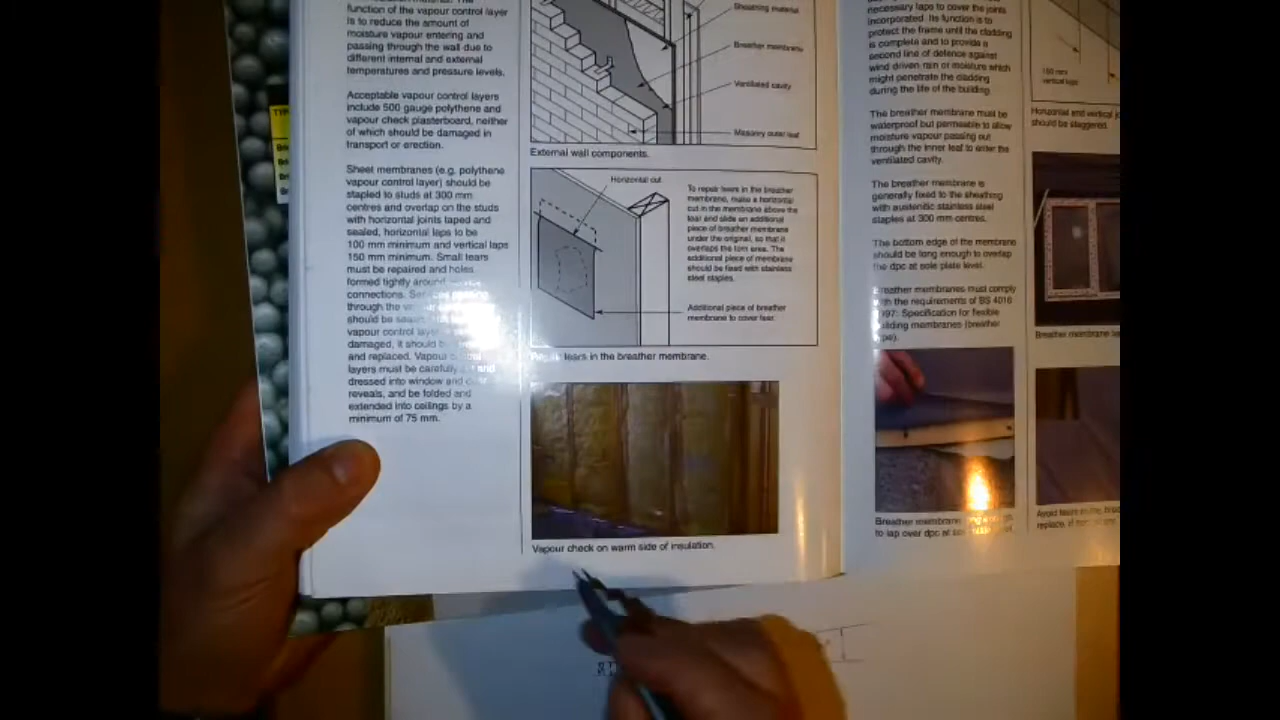 function of the vapour control layer
is to reduce the amount of
moisture vapour entering and
passing through the wall due to
different internal and external
temperatures and pressure levels.
Acceptable vapour control layers
include 500 gauge polythene and
vapour check plasterboard, neither
of which should be damaged in
transport or erection.
Sheet membranes (e.g. polythene
vapour control layer) should be
stapled to studs at 300 mm
centres and overlap on the studs
with horizontal joints taped and
sealed, horizontal laps to be
100 mm minimum and vertical laps
150 mm minimum. Small tears
must be repaired and holes
formed tightly around
connections.
through the
should be
vapour control
damaged, it should
and replaced. Vapour
layers must be carefully and
dressed into window and
reveals, and be folded and
extended into ceilings by a
minimum of 75 mm.
Sheathing material
Breather membrane
Ventilated cavity
Masonry outer leaf
External wall components.
Horizontal cut
To repair tears in the breather
membrane, make a horizontal
cut in the membrane above the
tear and slide an additional
piece of breather membrane
under the original, so that it
overlaps the torn area. The
additional piece of membrane
should be fixed with stainless
steel staples.
Additional piece of breather
membrane to cover tear.
tears in the breather membrane.
Vapour check on warm side of insulation.
necessary laps to cover the joints
incorporated. Its function is to
protect the frame until the cladding
is complete and to provide a
second line of defence against
wind driven rain or moisture which
might penetrate the cladding
during the life of the building.
The breather membrane must be
waterproof but permeable to allow
moisture vapour passing out
through the inner leaf to enter the
ventilated cavity.
The breather membrane is
generally fixed to the sheathing
with austenitic stainless steel
staples at 300 mm centres.
The bottom edge of the membrane
should be long enough to overlap
the dpc at sole plate level.
Breather membranes must comply
with the requirements of BS 4016
Specification for flexible
building membranes (breather
Breather membrane
to lap over dpc at
150 mm
vertical laps
Horizontal and vertical
should be staggered.
Breather membrane
Avoid tears in the
replace, if